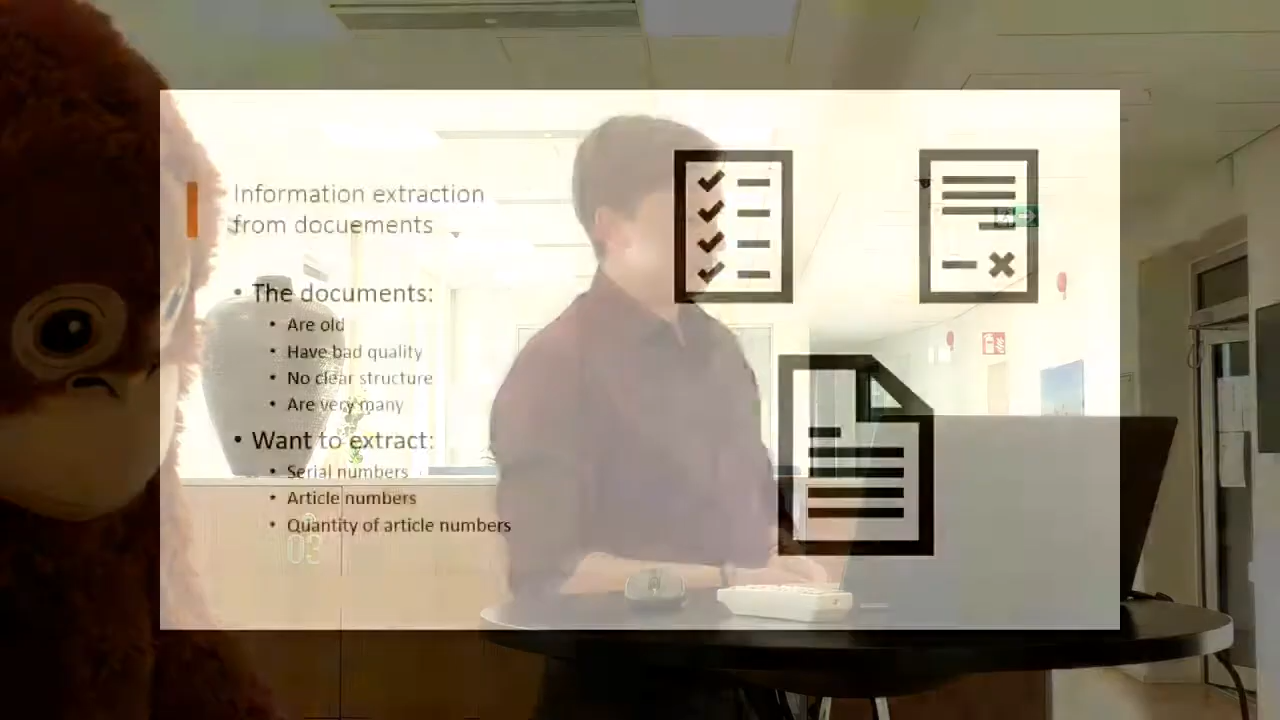 Information extraction
from docuements
• The documents:
• Are old
• Have bad quality
• No clear structure
• Are very many
• Want to extract:
• Serial numbers
• Article numbers
• Quantity of article numbers
03